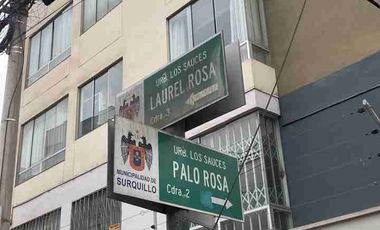 URB. LOS SAUCES
LAUREL ROSA
Cdra. 3
URB. LOS SAUCES
PALO ROSA
Cdra. 2
MUNICIPALIDAD DE
SURQUILLO